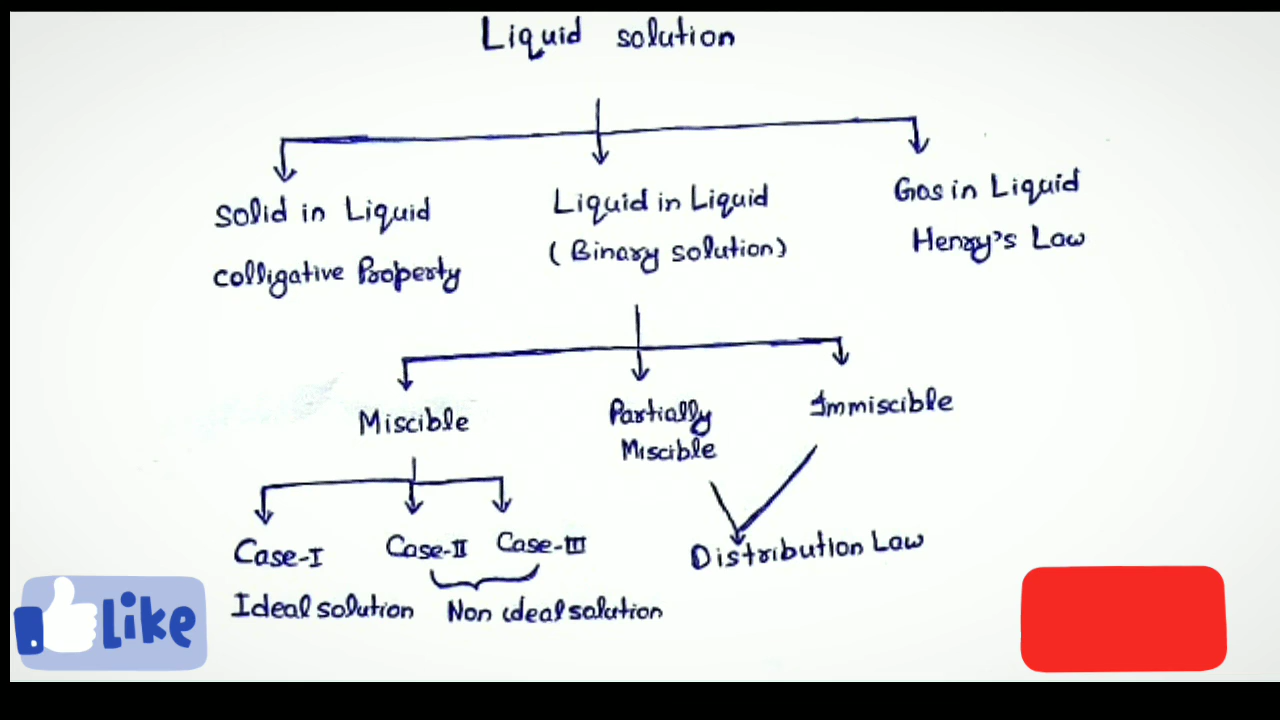 Liquid solution
Solid in Liquid
colligative Property
Liquid in Liquid
(Binary solution)
Gas in Liquid
Henry's Law
Miscible
Partially
Miscible
Immiscible
Case-I
Case-II
Case-III
Ideal solution
Non ideal solution
Distribution Law
Like